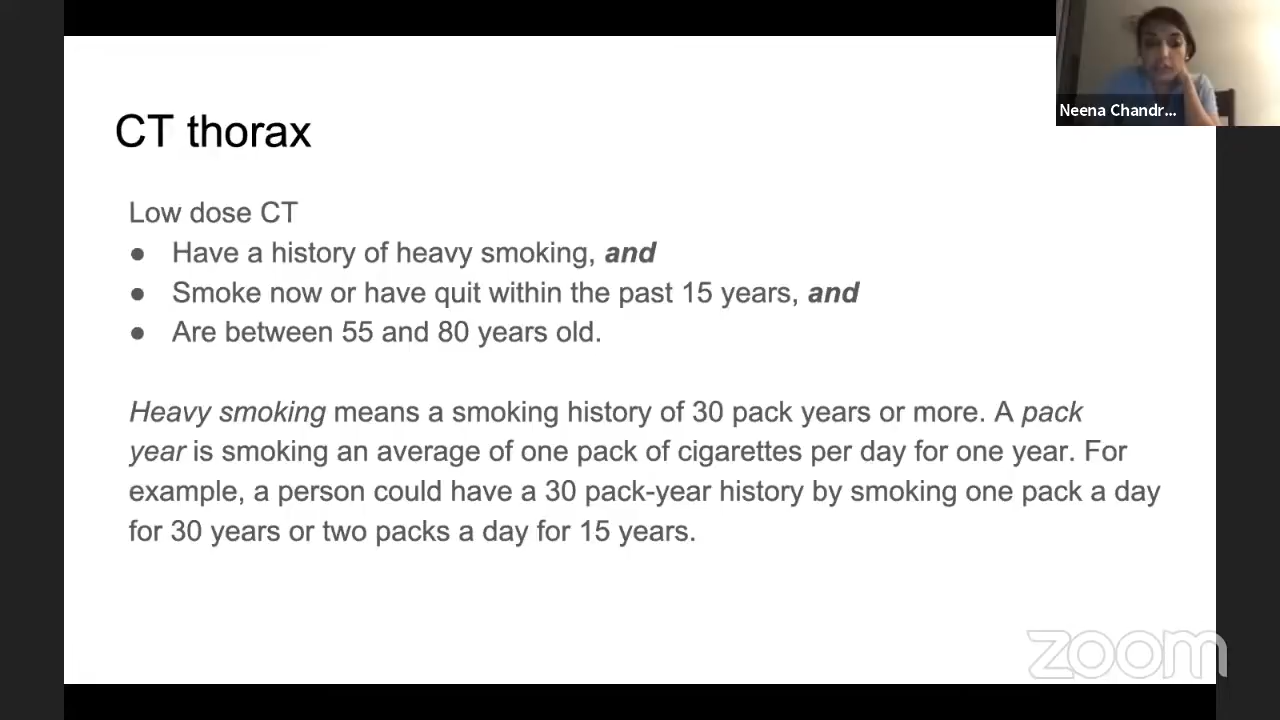 CT thorax
Neena Chandr...
Low dose CT
● Have a history of heavy smoking, and
● Smoke now or have quit within the past 15 years, and
● Are between 55 and 80 years old.
Heavy smoking means a smoking history of 30 pack years or more. A pack
year is smoking an average of one pack of cigarettes per day for one year. For
example, a person could have a 30 pack-year history by smoking one pack a day
for 30 years or two packs a day for 15 years.
zoom